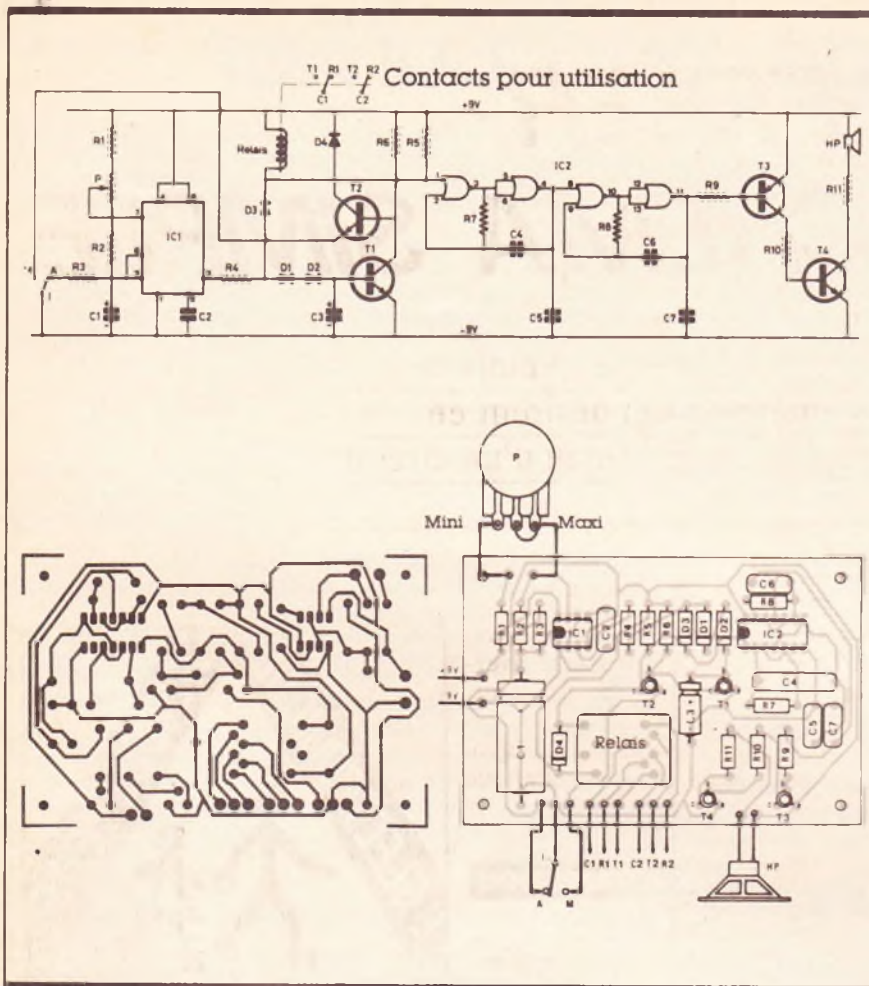 T1 R1 T2 R2
Contacts pour utilisation
C1 C2
+9V
R1
Relais
D4
R6
R5
P
T2
IC2
T3
HP
R7
R8
R9
R11
IC1
D3
R2
T1
C4
C6
R10
T4
R3
R4
D1
D2
A
I
C1
C2
C3
C5
C7
-9V
P
Mini
Maxi
C6
R8
R1
R2
R3
IC1
C2
R4
R5
R6
D3
D1
D2
IC2
+9V
9V
T2
T1
C4
R7
C1
D4
Relais
C5
C7
R11
R10
R9
T4
T3
C1
R1
T1
C2
T2
R2
I
A
M
HP